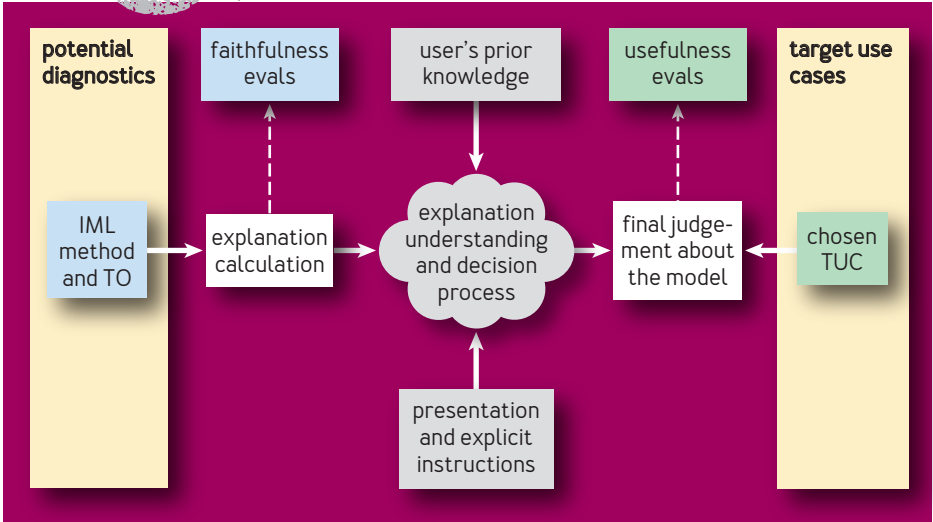 potential
diagnostics
faithfulness
evals
user's prior
knowledge
usefulness
evals
target use
cases
IML
method
and TO
explanation
calculation
explanation
understanding
and decision
process
final judge-
ment about
the model
chosen
TUC
presentation
and explicit
instructions